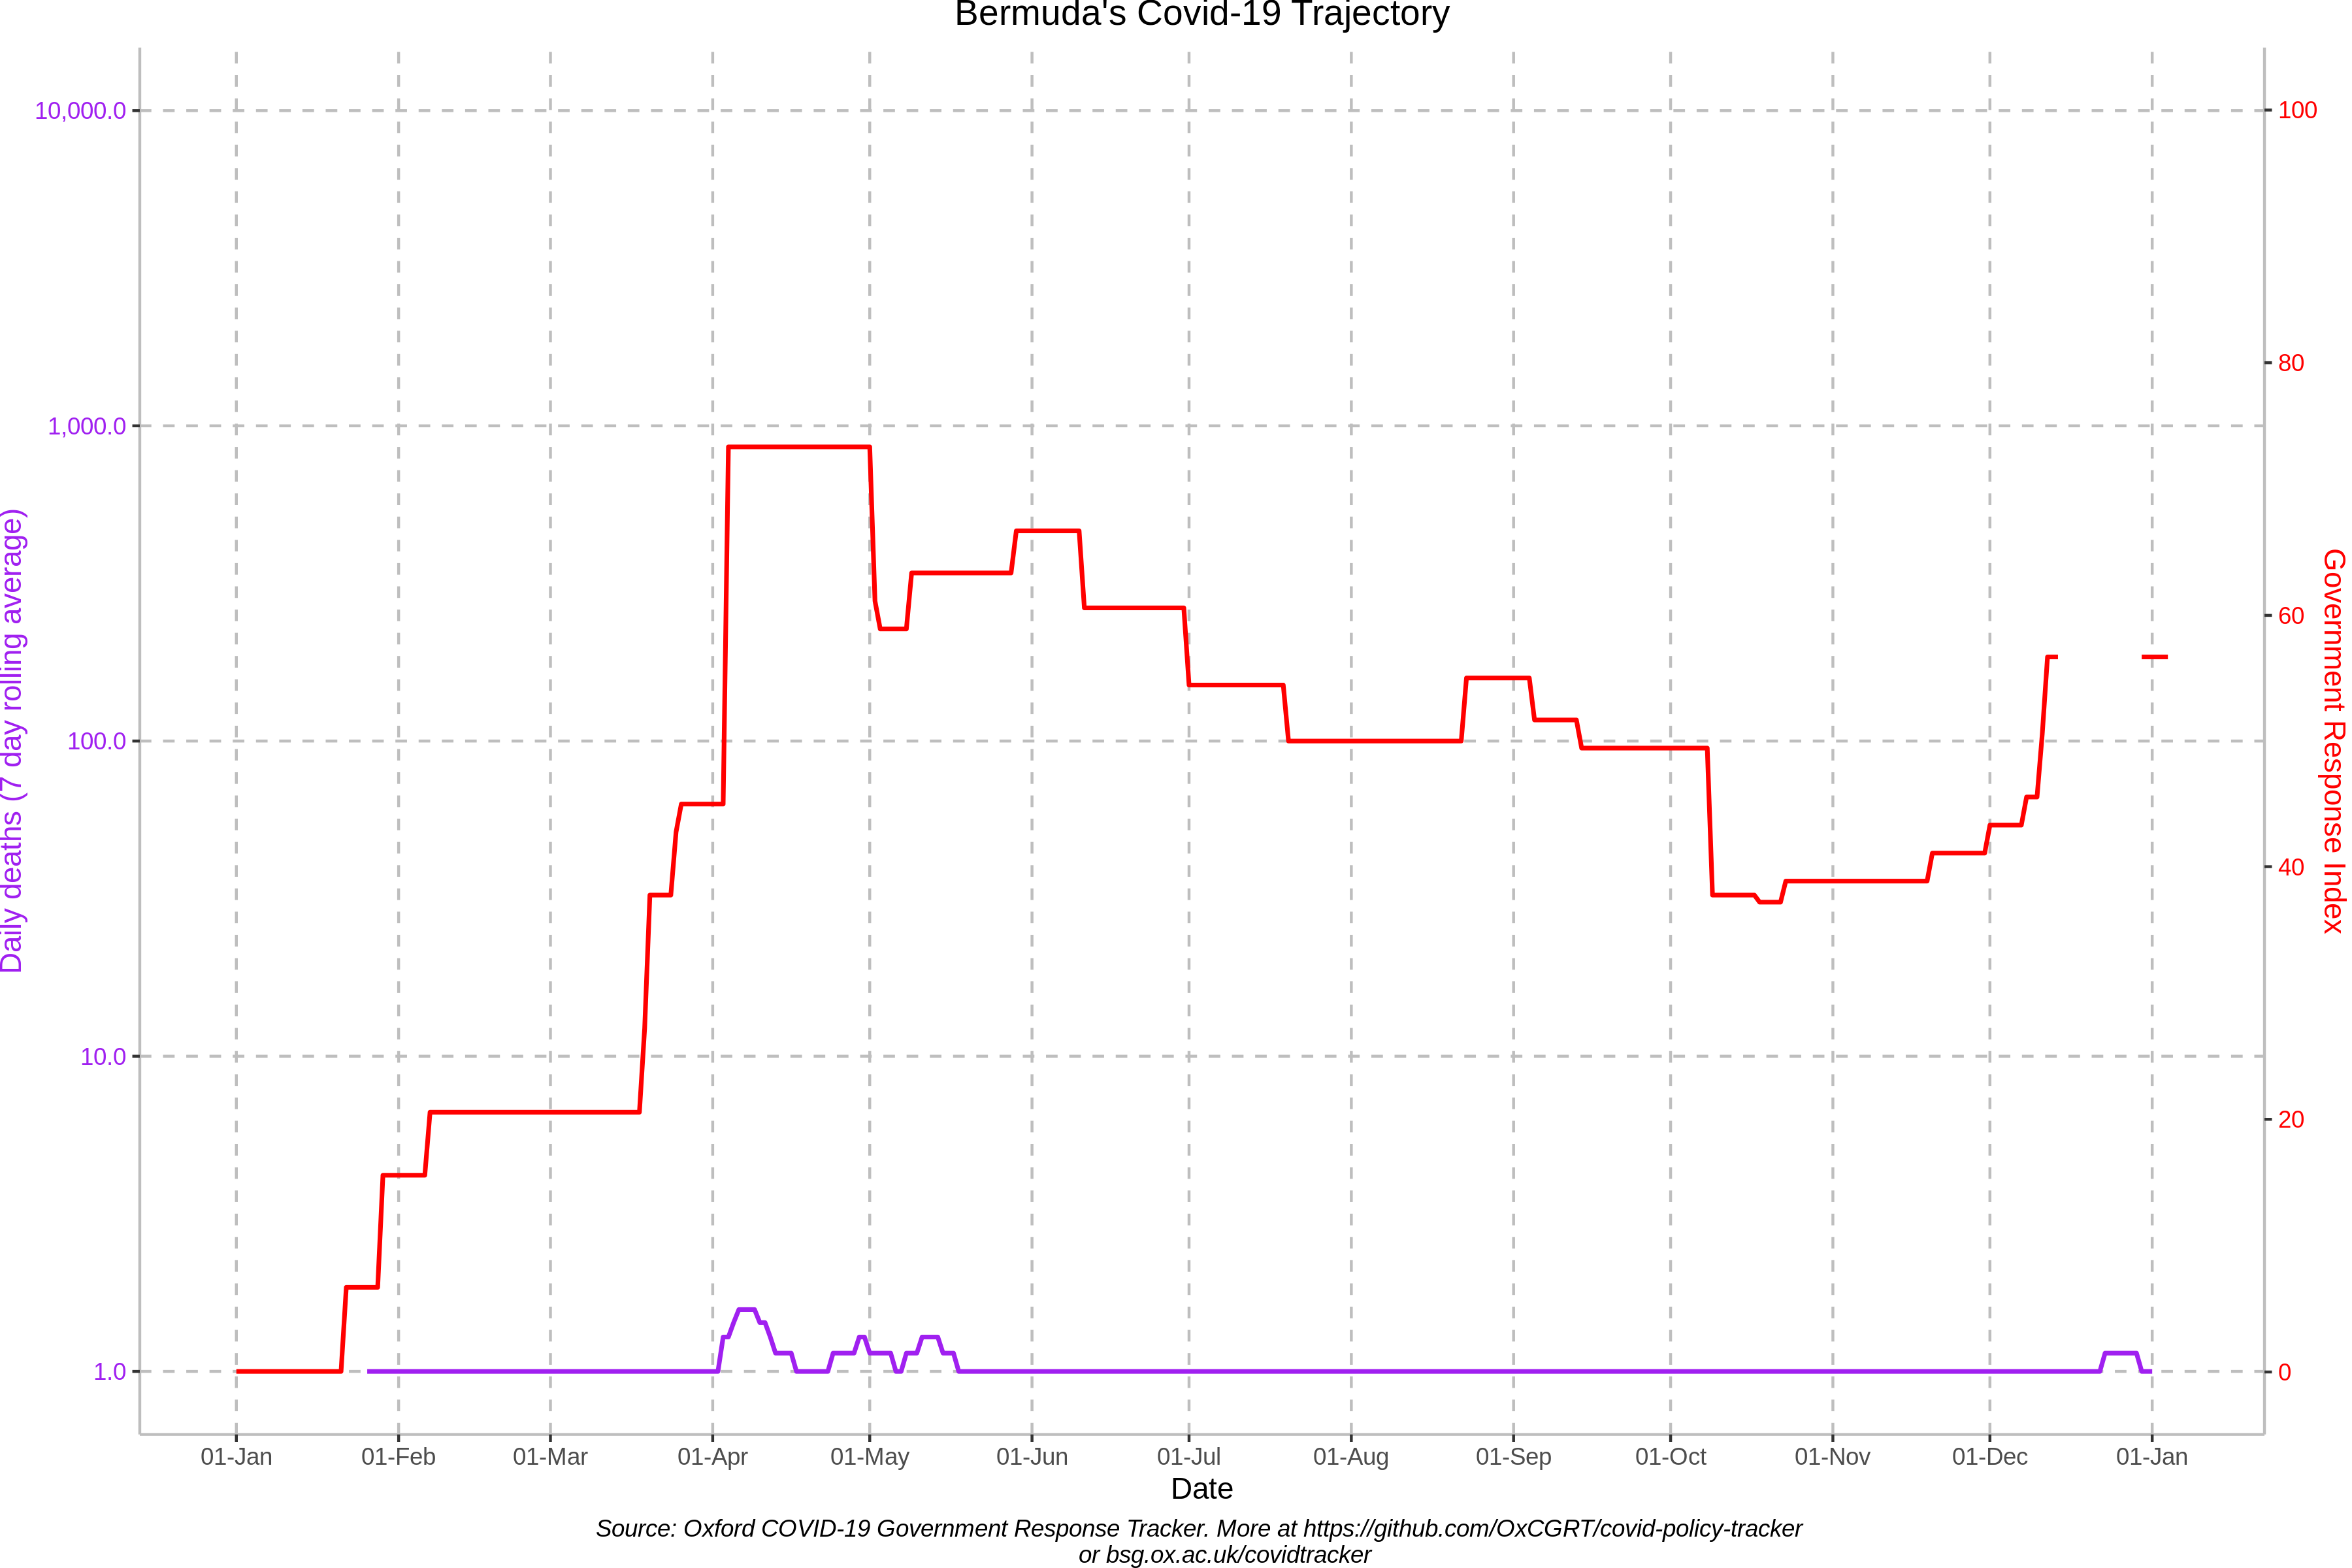 Bermuda's Covid-19 Trajectory
10,000.0
1,000.0
100.0
10.0
1.0
Daily deaths (7 day rolling average)
100
80
60
40
20
0
Government Response Index
01-Jan 01-Feb 01-Mar 01-Apr 01-May 01-Jun 01-Jul 01-Aug 01-Sep 01-Oct 01-Nov 01-Dec 01-Jan
Date
Source: Oxford COVID-19 Government Response Tracker. More at https://github.com/OxCGRT/covid-policy-tracker
or bsg.ox.ac.uk/covidtracker